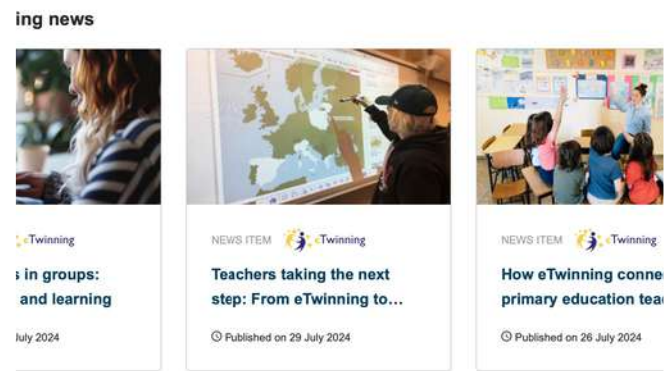 ing news
eTwinning
s in groups:
and learning
July 2024
NEWS ITEM eTwinning
Teachers taking the next
step: From eTwinning to...
Published on 29 July 2024
NEWS ITEM eTwinning
How eTwinning conne
primary education tea
Published on 26 July 2024